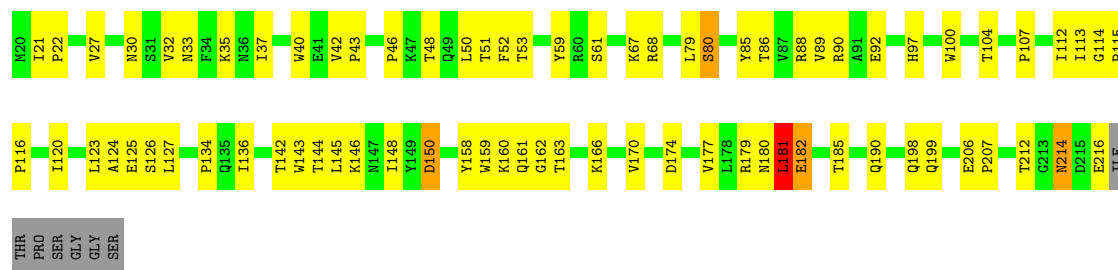 M20 I21 P22 V27 N30 S31 V32 N33 F34 K35 N36 I37 W40 E41 V42 P43 P46 K47 T48 Q49 L50 T51 F52 T53 Y59 R60 S61 K67 R68 L79 S80 Y85 T86 V87 R88 V89 R90 A91 E92 H97 W100 T104 P107 I112 I113 G114
P116 I120 L123 A124 E125 S126 L127 P134 Q135 I136 T142 W143 T144 L145 K146 N147 I148 Y149 D150 Y158 W159 K160 Q161 G162 T163 K166 V170 D174 V177 L178 R179 N180 L181 E182 T185 Q190 Q198 Q199 E206 P207 T212 G213 N214 D215 E216 ILE
THR PRO SER GLY GLY SER